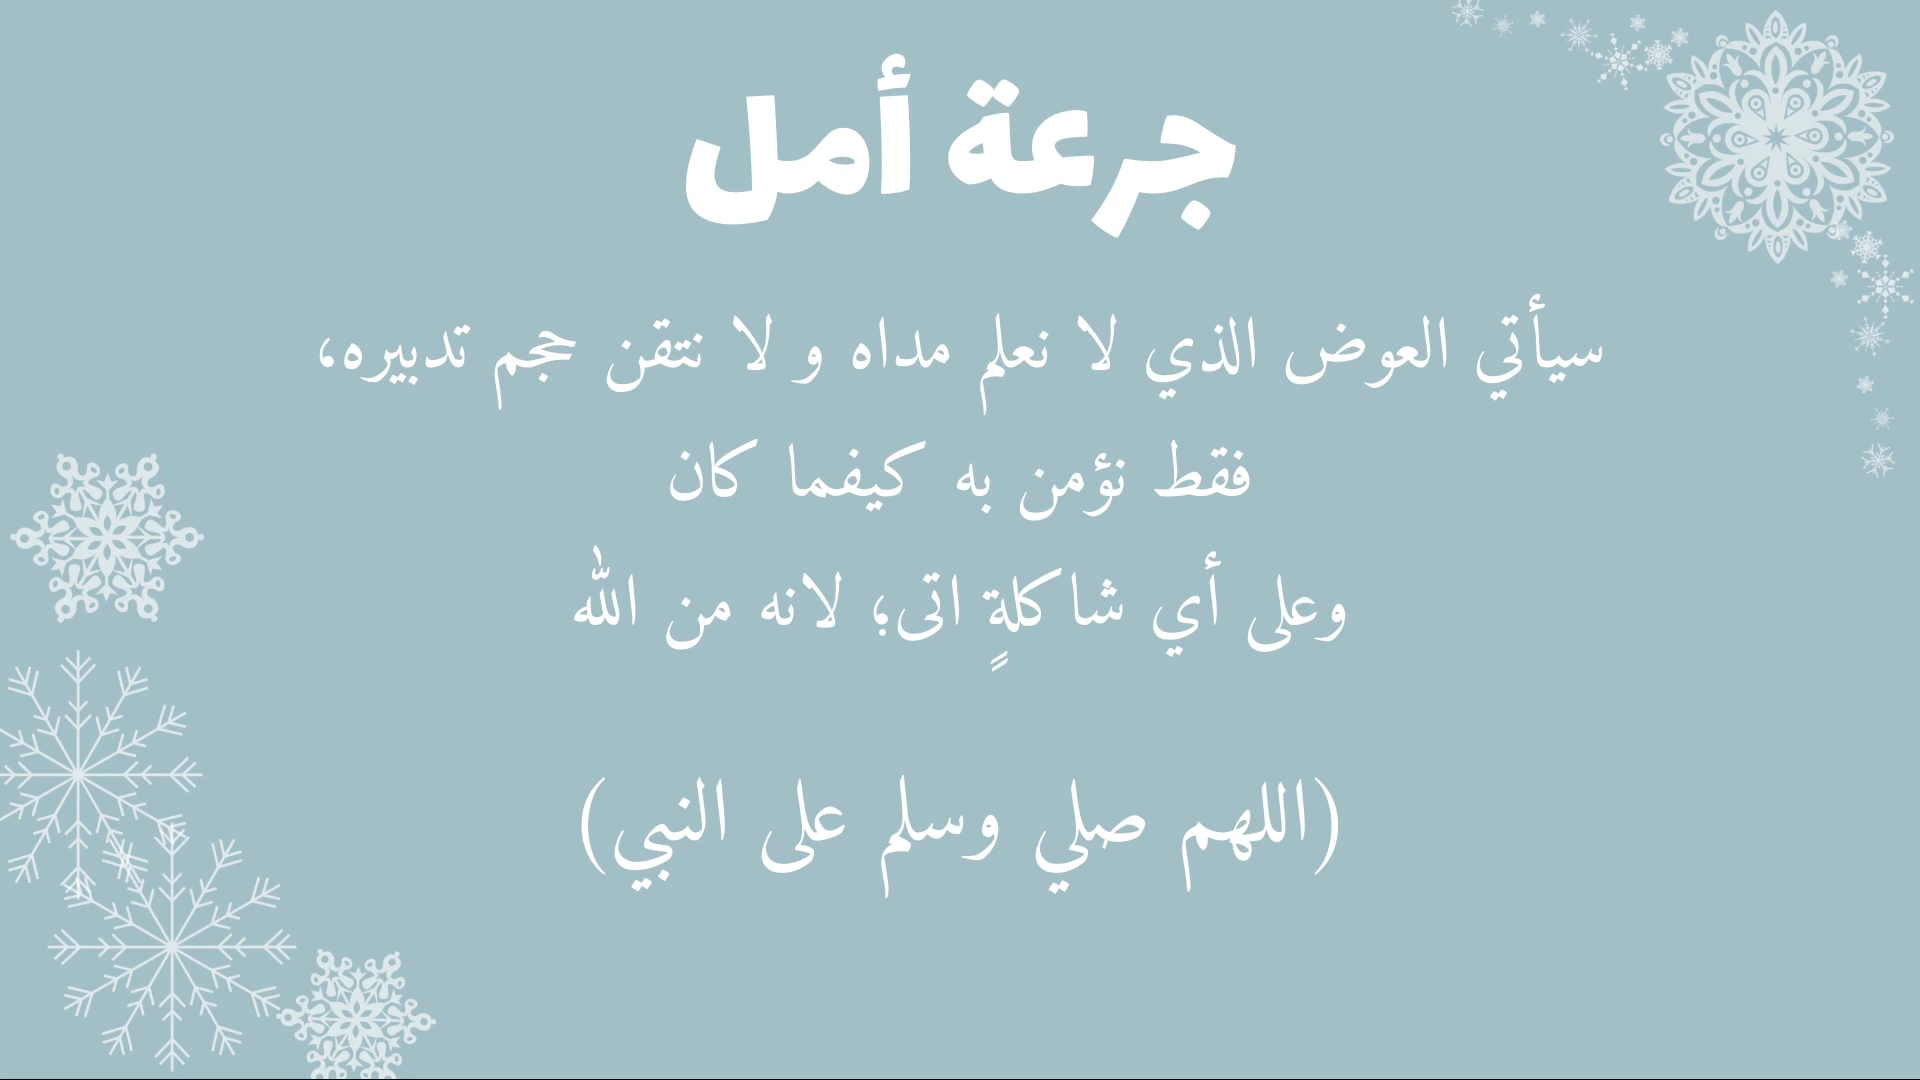 جرعة أمل
سيأتي العوض الذي لا نعلم مداه و لا نتقن حجم تدبيره،
فقط نؤمن به كيفما كان
وعلى أي شاكلةٍ اتى؛ لانه من الله
(اللهم صلي وسلم على النبي)